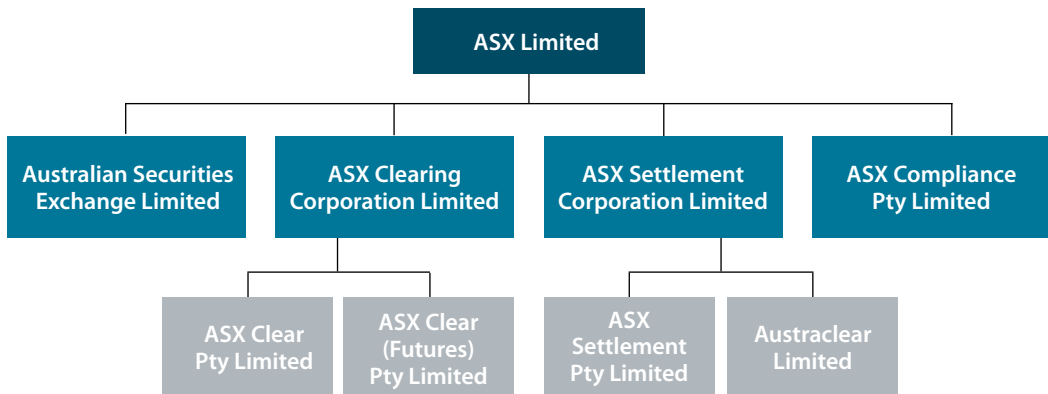 ASX Limited
Australian Securities
Exchange Limited
ASX Clearing
Corporation Limited
ASX Settlement
Corporation Limited
ASX Compliance
Pty Limited
ASX Clear
Pty Limited
ASX Clear
(Futures)
Pty Limited
ASX
Settlement
Pty Limited
Austraclear
Limited